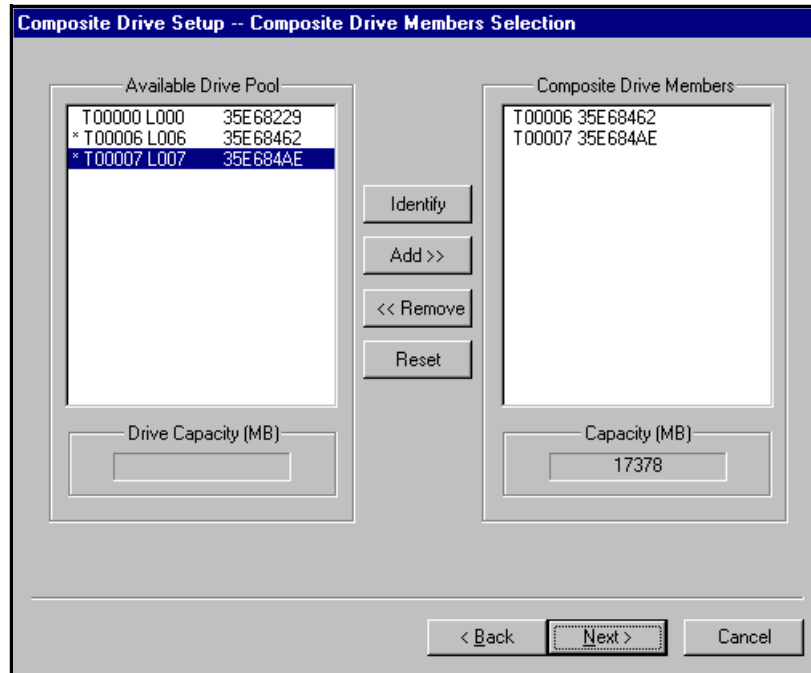 Composite Drive Setup -- Composite Drive Members Selection
Available Drive Pool
T00000 L000 35E68229
* T00006 L006 35E68462
* T00007 L007 35E684AE
Drive Capacity (MB)
Identify
Add >>
<< Remove
Reset
Composite Drive Members
T00006 35E68462
T00007 35E684AE
Capacity (MB)
17378
< Back
Next >
Cancel